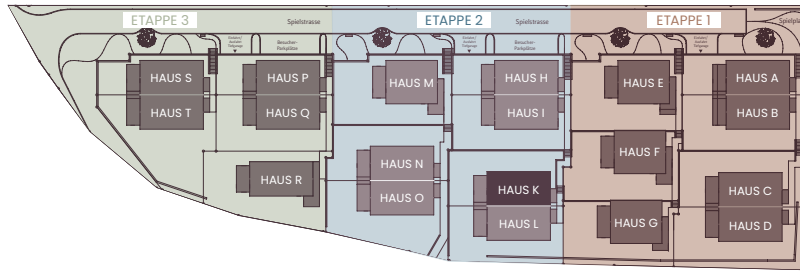 ETAPPE 3
Spielstrasse
ETAPPE 2
Spielstrasse
ETAPPE 1
Spielpla
Besucher-
Parkplätze
Besucher-
Parkplätze
HAUS S
HAUS P
HAUS M
HAUS H
HAUS E
HAUS A
HAUS T
HAUS Q
HAUS I
HAUS B
HAUS N
HAUS F
HAUS R
HAUS K
HAUS C
HAUS O
HAUS L
HAUS G
HAUS D